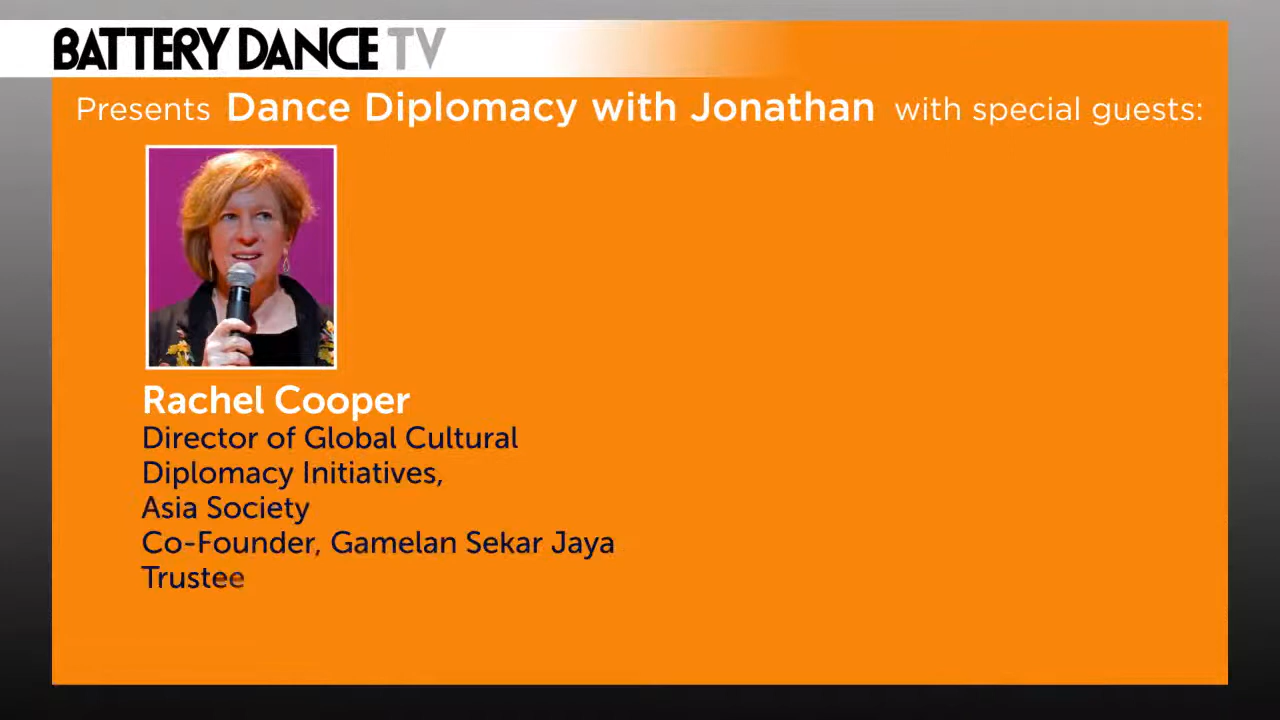 BATTERY DANCE TV
Presents Dance Diplomacy with Jonathan with special guests:
Rachel Cooper
Director of Global Cultural
Diplomacy Initiatives,
Asia Society
Co-Founder, Gamelan Sekar Jaya
Trustee